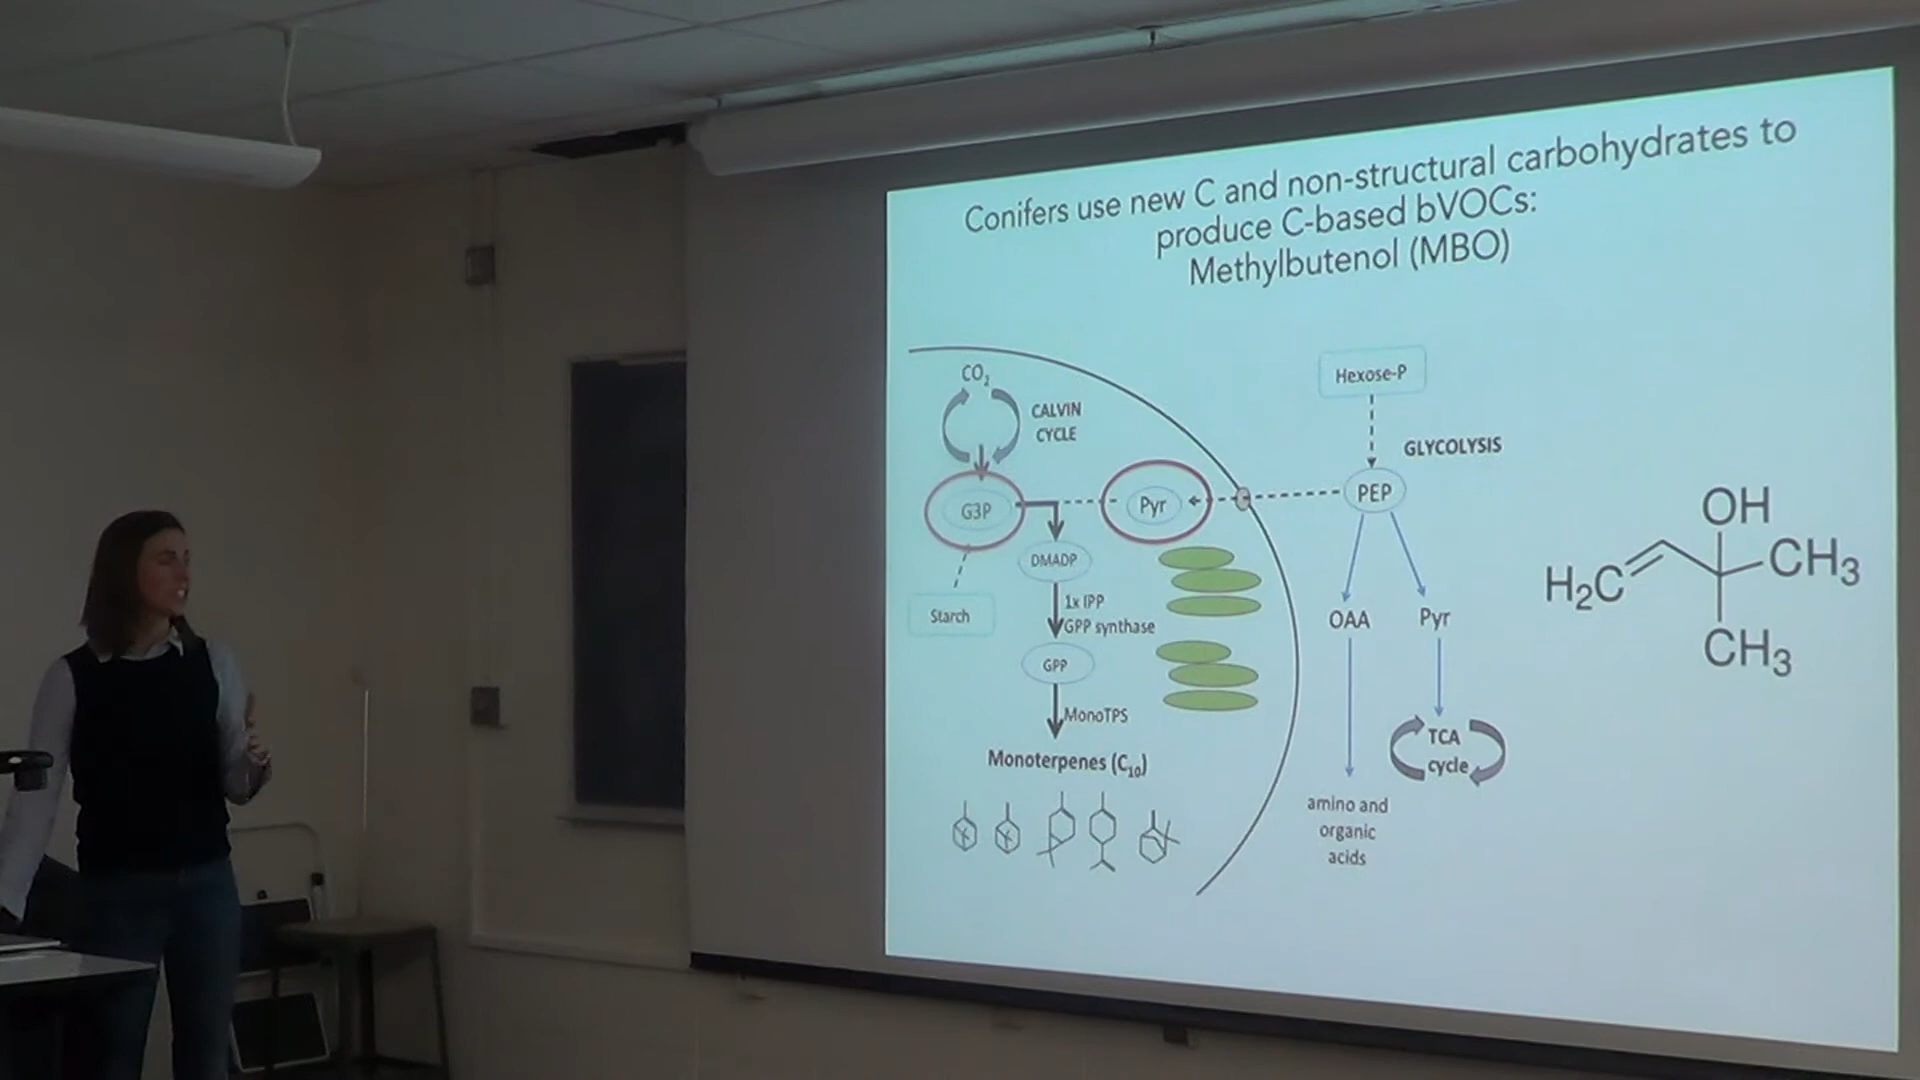 Conifers use new C and non-structural carbohydrates to
produce C-based bVOCs:
Methylbutenol (MBO)
CO₂
CALVIN
CYCLE
G3P
Starch
Pyr
DMADP
1x IPP
GPP synthase
GPP
MonoTPS
Monoterpenes (C₁₀)
Hexose-P
GLYCOLYSIS
PEP
OAA
Pyr
TCA
cycle
amino and
organic
acids
OH
H₂C
CH₃
CH₃